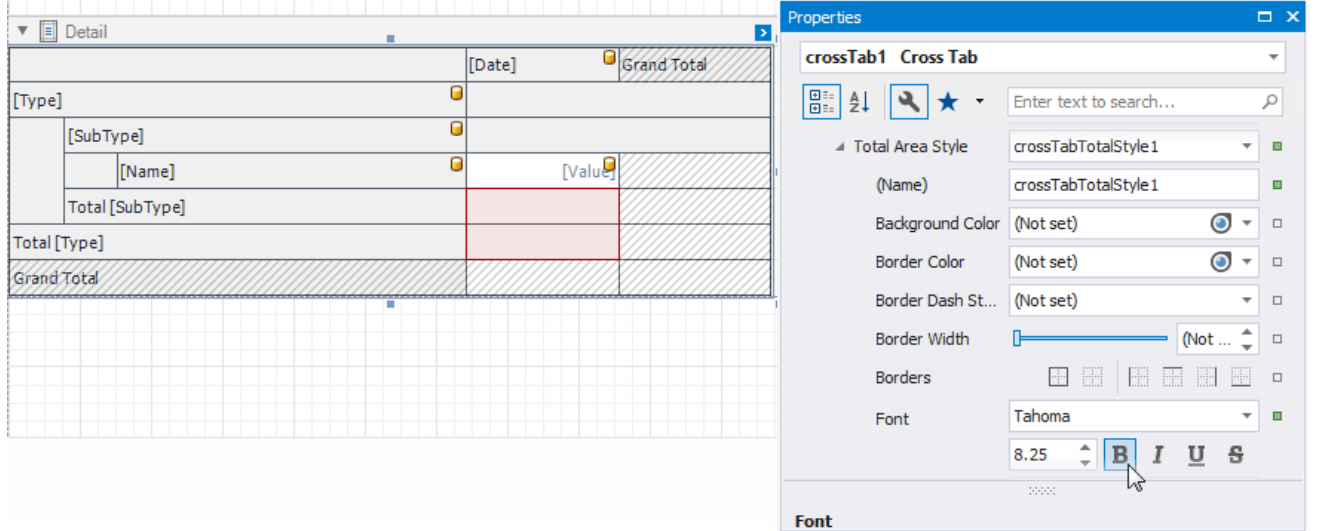 Detail
[Date] Grand Total
[Type]
[SubType]
[Name] [Value]
Total [SubType]
Total [Type]
Grand Total
Properties
crossTab1 Cross Tab
Enter text to search...
Total Area Style crossTabTotalStyle1
(Name) crossTabTotalStyle1
Background Color (Not set)
Border Color (Not set)
Border Dash St... (Not set)
Border Width (Not ...
Borders
Font Tahoma
8.25 B I U S
Font